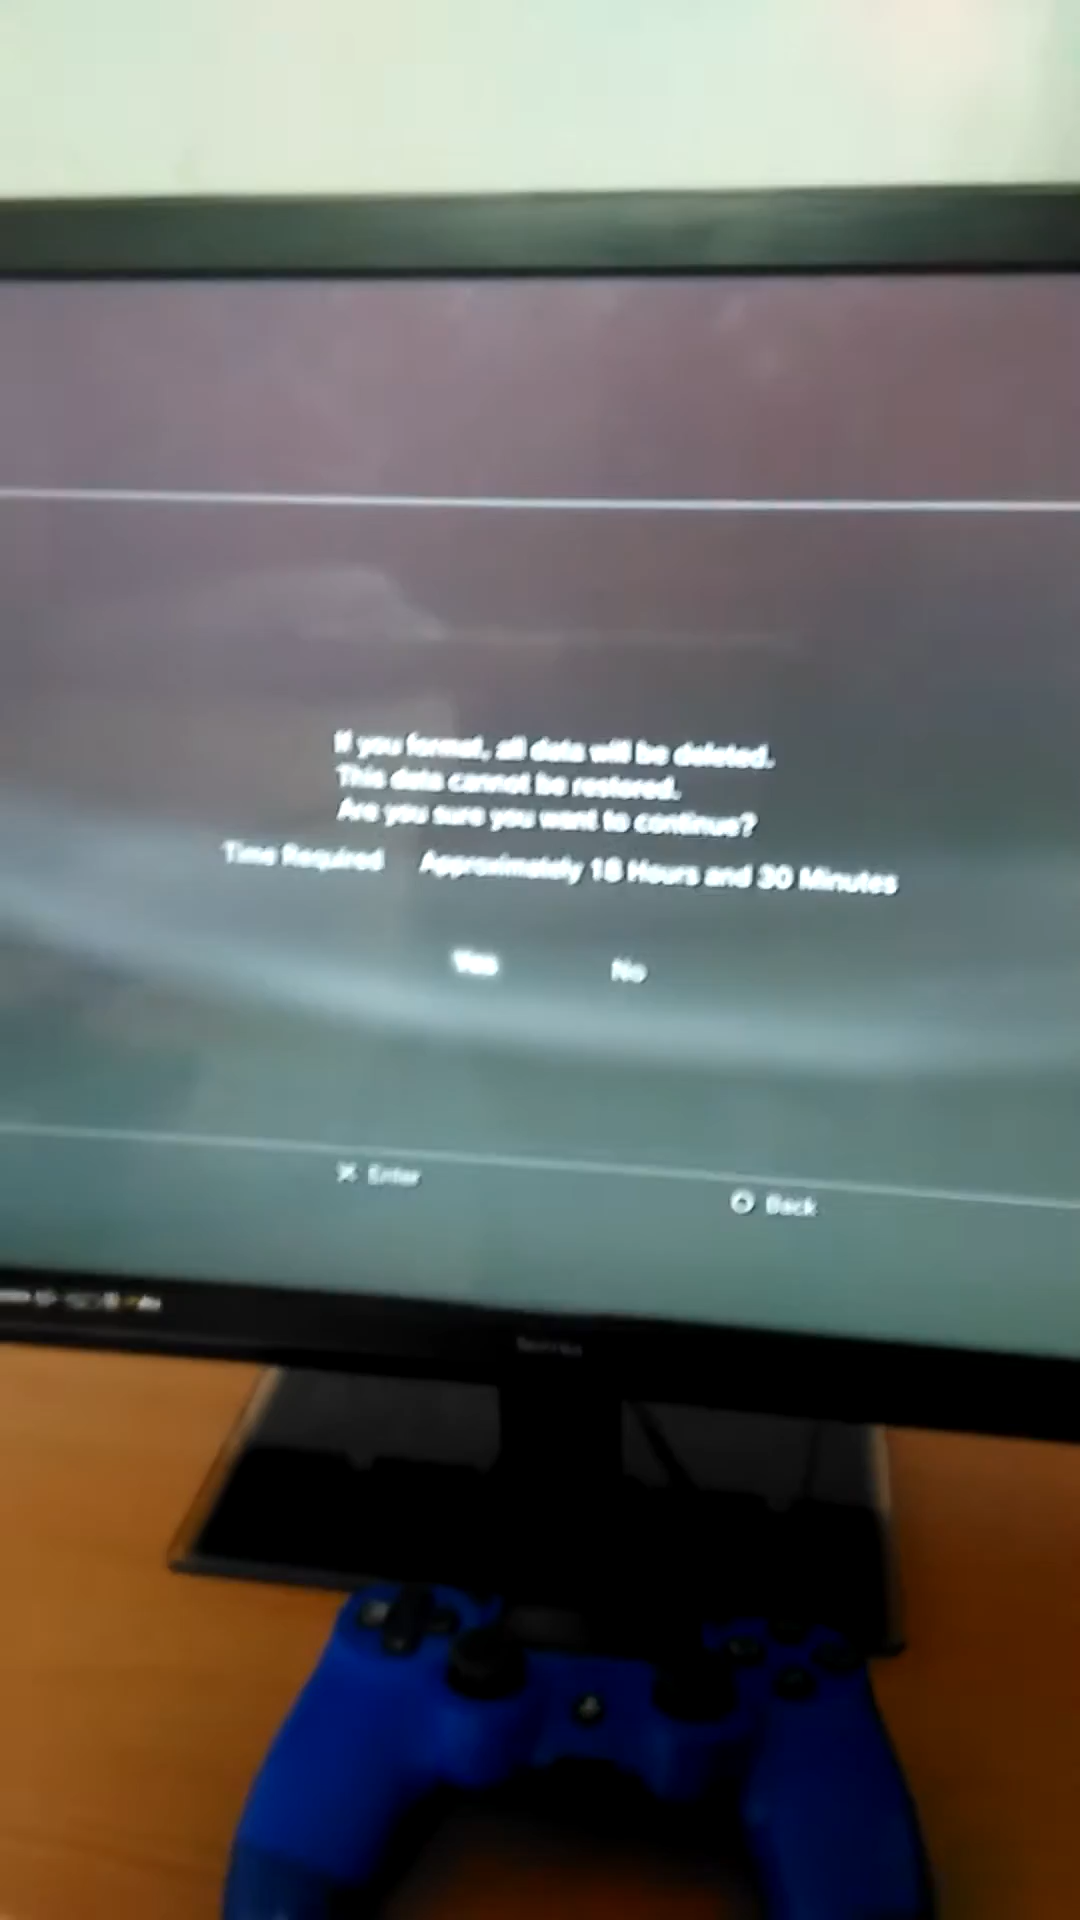 If you format, all data will be deleted.
This data cannot be restored.
Are you sure you want to continue?
Time Required Approximately 18 Hours and 30 Minutes
Yes No
Enter
Back